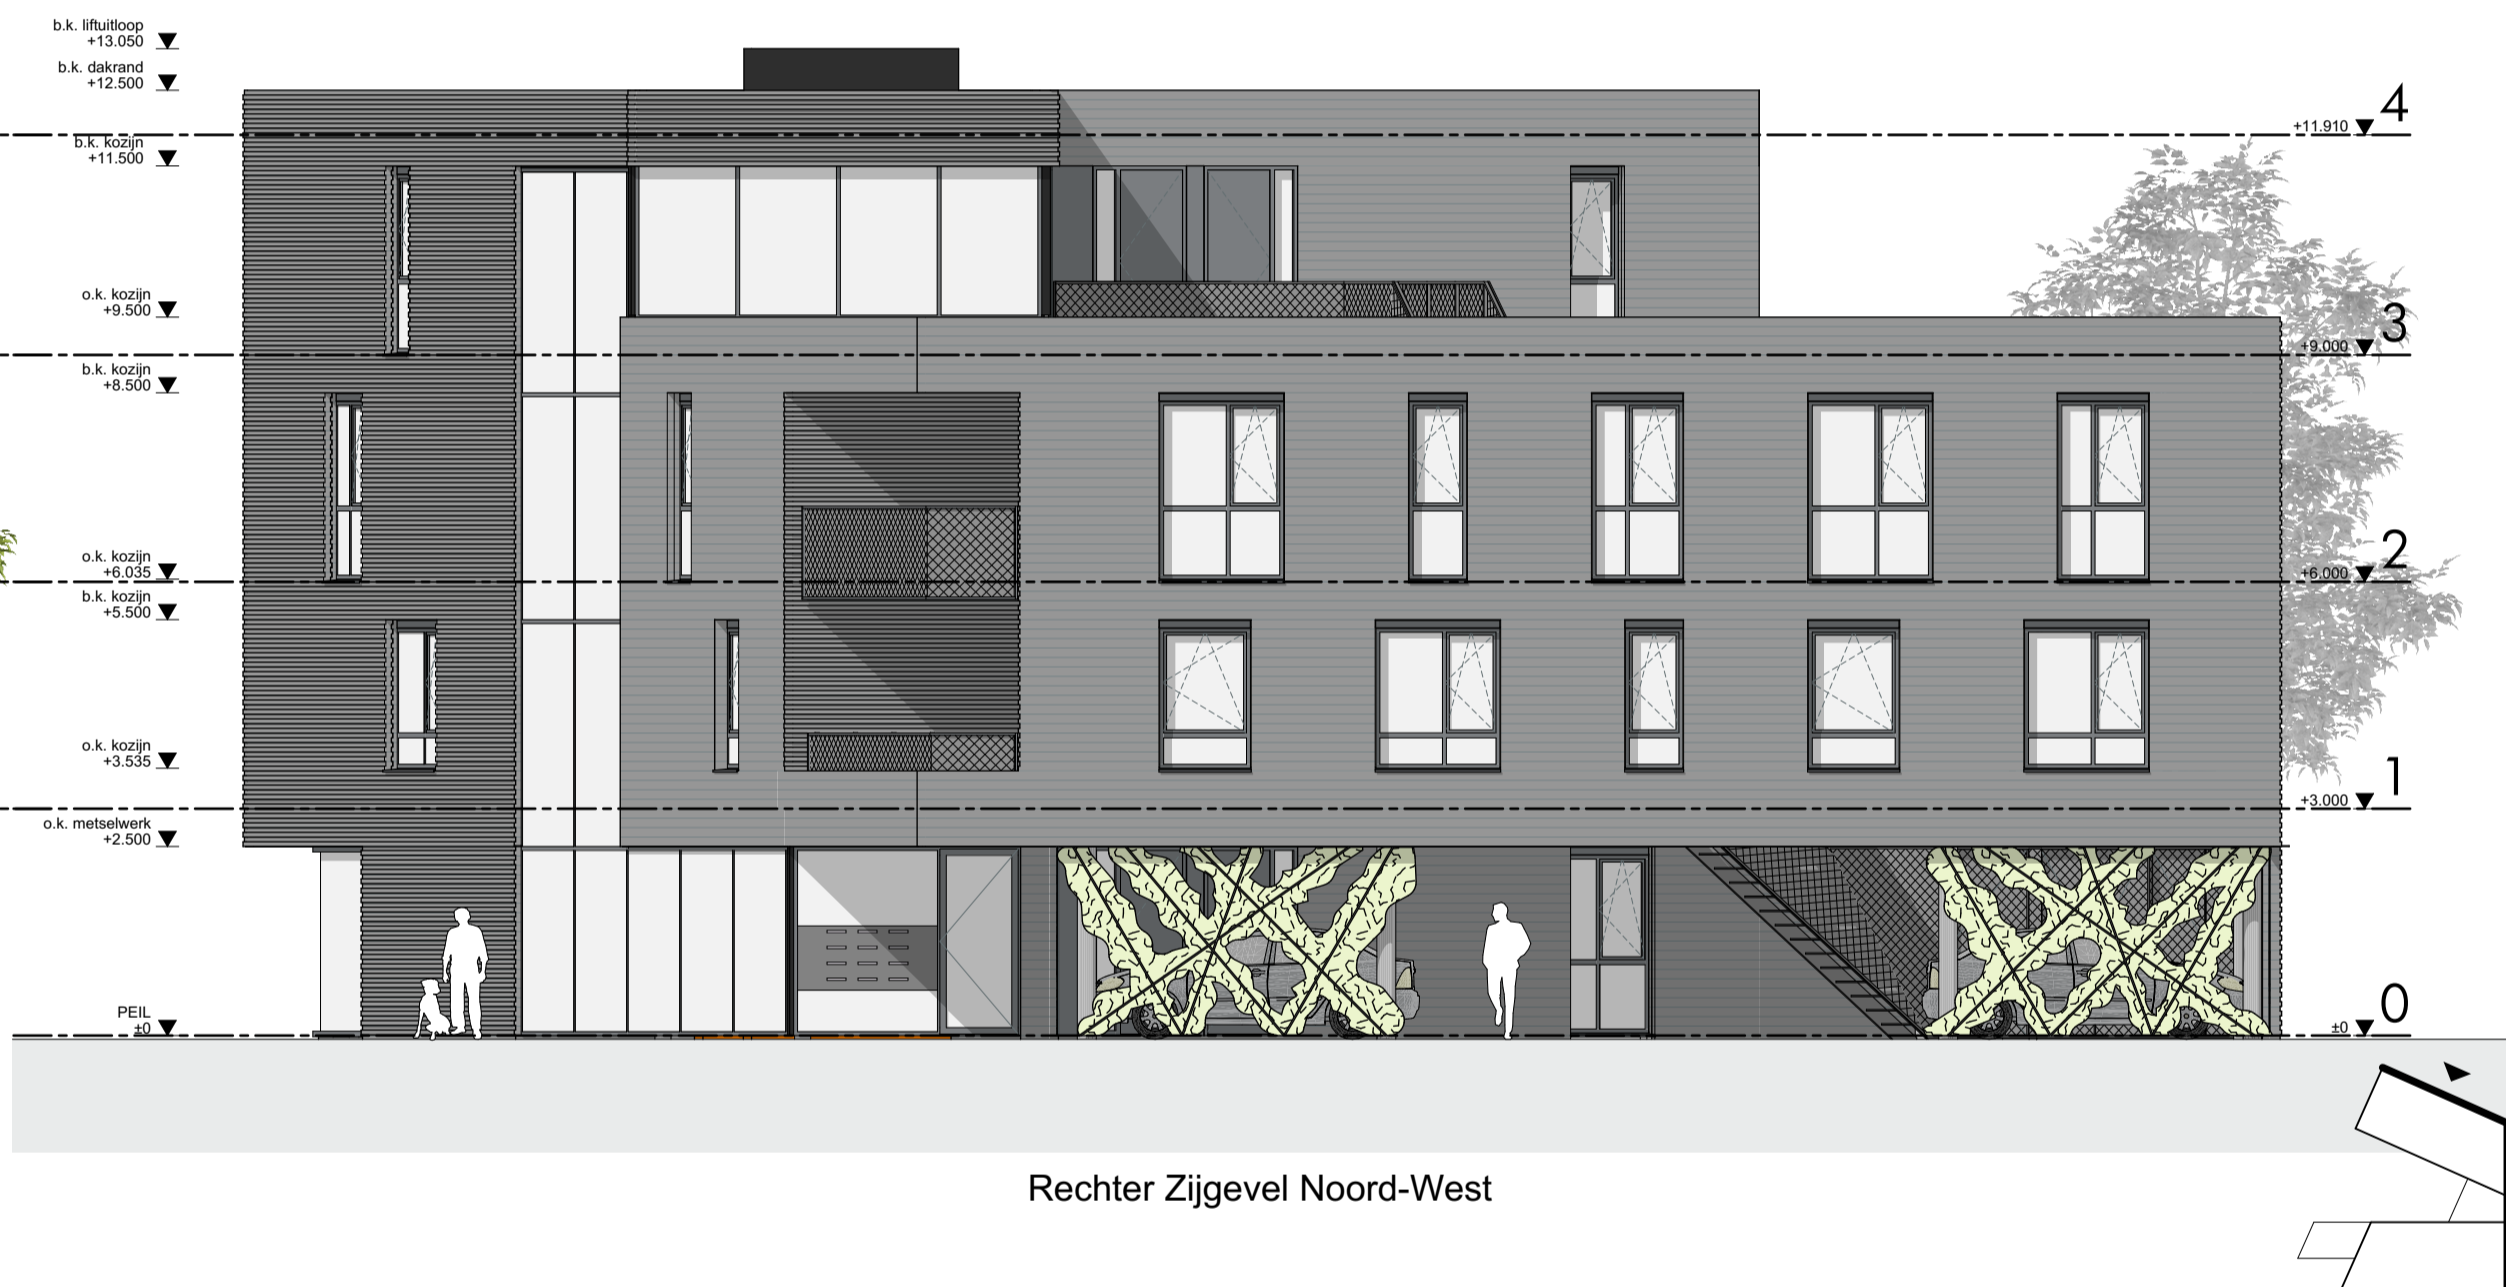 b.k. liftuitloop
+13.050
b.k. dakrand
+12.500
4
+11.910
b.k. kozijn
+11.500
o.k. kozijn
+9.500
3
+9.000
b.k. kozijn
+8.500
o.k. kozijn
+6.035
2
+6.000
b.k. kozijn
+5.500
o.k. kozijn
+3.535
1
+3.000
o.k. metselwerk
+2.500
PEIL
±0
0
±0
Rechter Zijgevel Noord-West